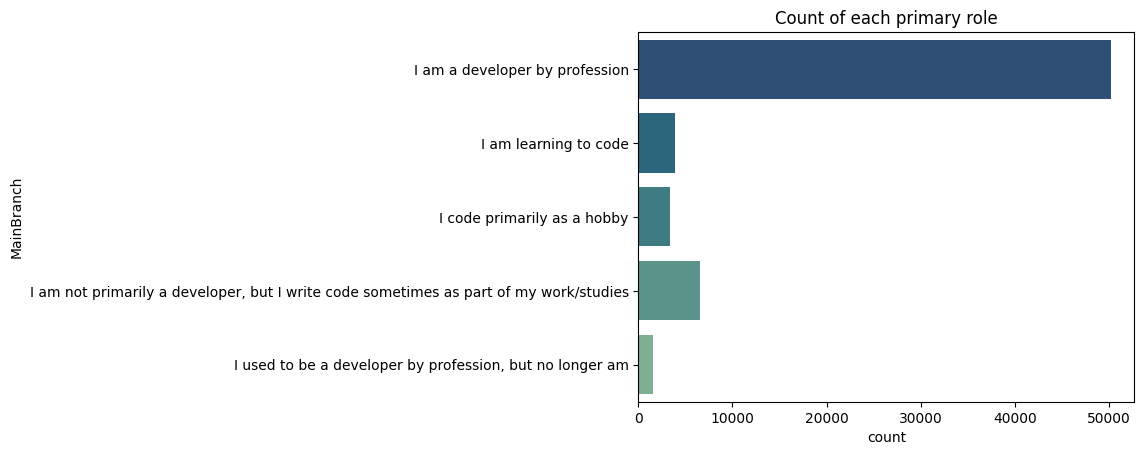 Count of each primary role
MainBranch
I am a developer by profession
I am learning to code
I code primarily as a hobby
I am not primarily a developer, but I write code sometimes as part of my work/studies
I used to be a developer by profession, but no longer am
0 10000 20000 30000 40000 50000
count